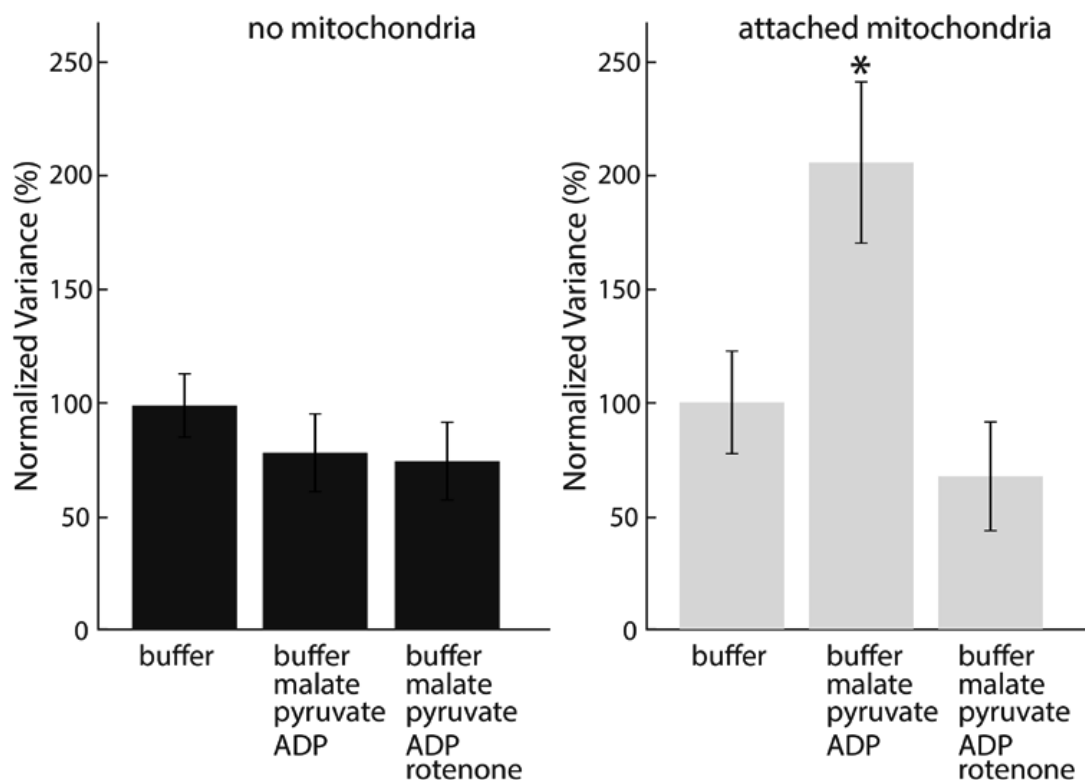 no mitochondria
Normalized Variance (%)
250
200
150
100
50
0
buffer
buffer
malate
pyruvate
ADP
buffer
malate
pyruvate
ADP
rotenone
attached mitochondria
Normalized Variance (%)
250
200
150
100
50
0
*
buffer
buffer
malate
pyruvate
ADP
buffer
malate
pyruvate
ADP
rotenone